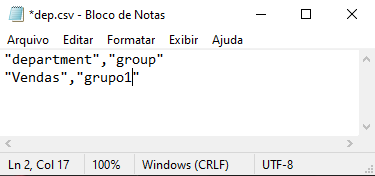 *dep.csv - Bloco de Notas
Arquivo Editar Formatar Exibir Ajuda
"department","group"
"Vendas","grupo1"
Ln 2, Col 17 100% Windows (CRLF) UTF-8